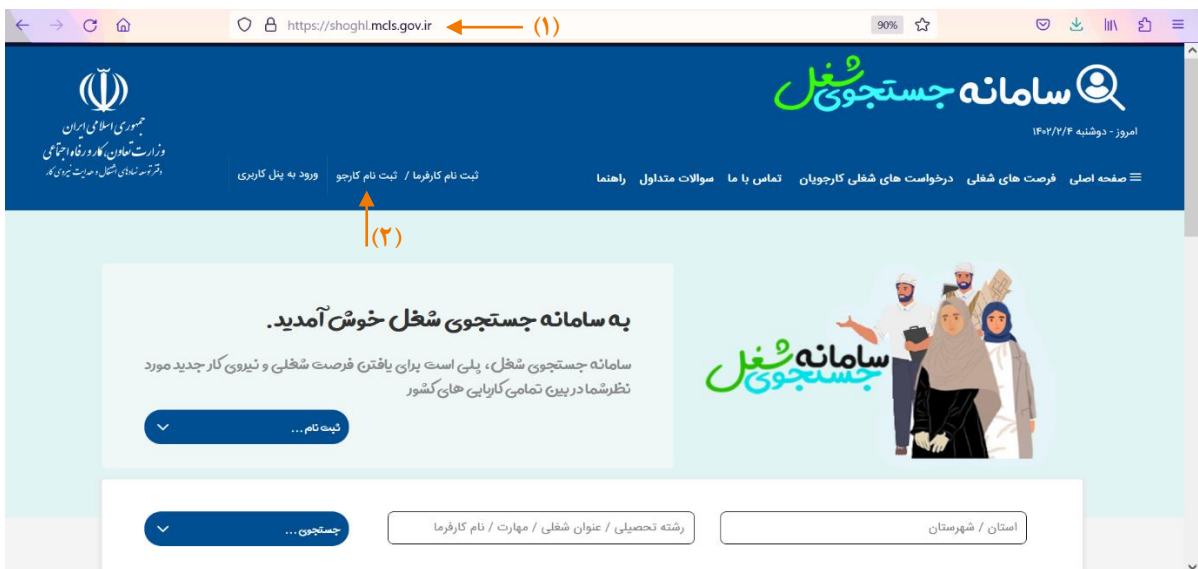 https://shoghl.mcls.gov.ir
(۱)
90%
سامانه جستجوی شغل
امروز - دوشنبه ۱۴۰۲/۲/۴
جمهوری اسلامی ایران
وزارت تعاون، کار و رفاه اجتماعی
صفحه اصلی فرصت های شغلی درخواست های شغلی کارجویان تماس با ما سوالات متداول راهنما
ثبت نام کارفرما / ثبت نام کارجو ورود به پنل کاربری
(۲)
به سامانه جستجوی شغل خوش آمدید.
سامانه جستجوی شغل، پلی است برای یافتن فرصت شغلی و نیروی کار جدید مورد
نظر شما در بین تمامی کاریابی های کشور
ثبت نام...
سامانه جستجوی شغل
استان / شهرستان
رشته تحصیلی / عنوان شغلی / مهارت / نام کارفرما
جستجوی...